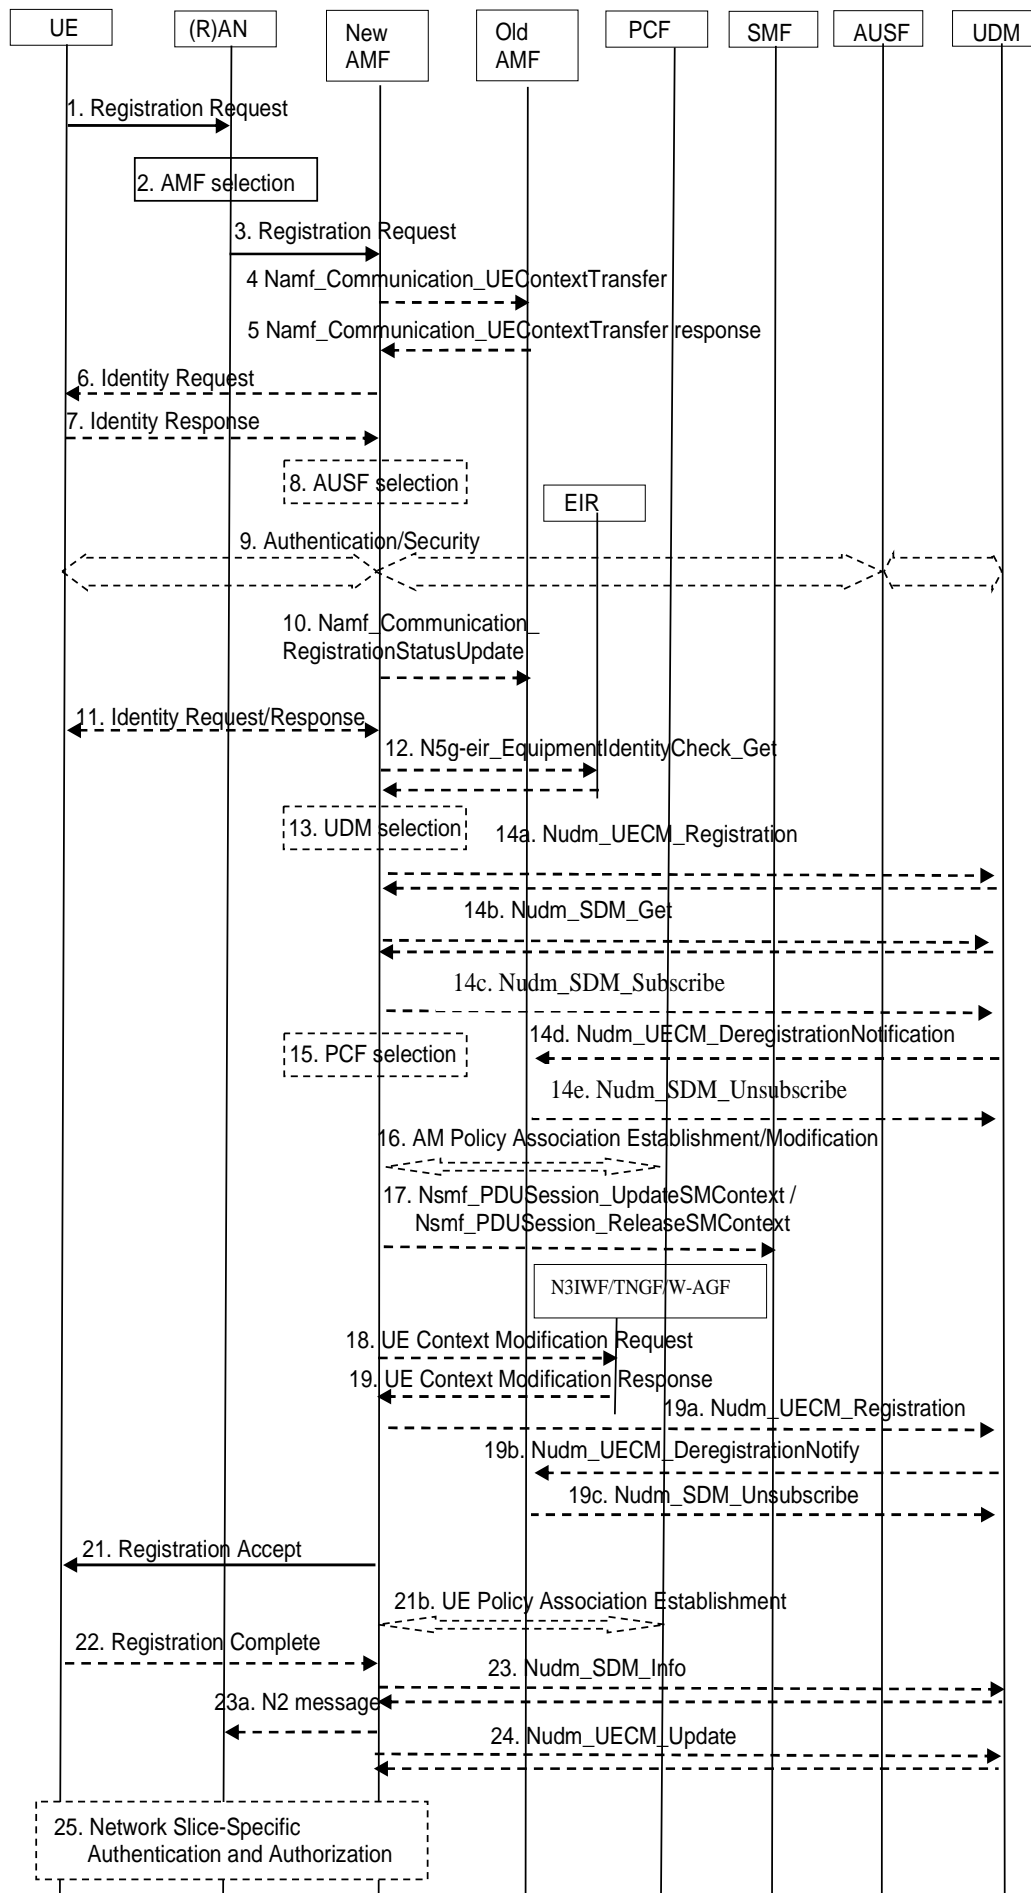 UE
(R)AN
New
AMF
Old
AMF
PCF
SMF
AUSF
UDM
1. Registration Request
2. AMF selection
3. Registration Request
4 Namf_Communication_UEContextTransfer
5 Namf_Communication_UEContextTransfer response
6. Identity Request
7. Identity Response
8. AUSF selection
EIR
9. Authentication/Security
10. Namf_Communication_
RegistrationStatusUpdate
11. Identity Request/Response
12. N5g-eir_EquipmentIdentityCheck_Get
13. UDM selection
14a. Nudm_UECM_Registration
14b. Nudm_SDM_Get
14c. Nudm_SDM_Subscribe
14d. Nudm_UECM_DeregistrationNotification
15. PCF selection
14e. Nudm_SDM_Unsubscribe
16. AM Policy Association Establishment/Modification
17. Nsmf_PDUSession_UpdateSMContext /
Nsmf_PDUSession_ReleaseSMContext
N3IWF/TNGF/W-AGF
18. UE Context Modification Request
19. UE Context Modification Response
19a. Nudm_UECM_Registration
19b. Nudm_UECM_DeregistrationNotify
19c. Nudm_SDM_Unsubscribe
21. Registration Accept
21b. UE Policy Association Establishment
22. Registration Complete
23. Nudm_SDM_Info
23a. N2 message
24. Nudm_UECM_Update
25. Network Slice-Specific
Authentication and Authorization